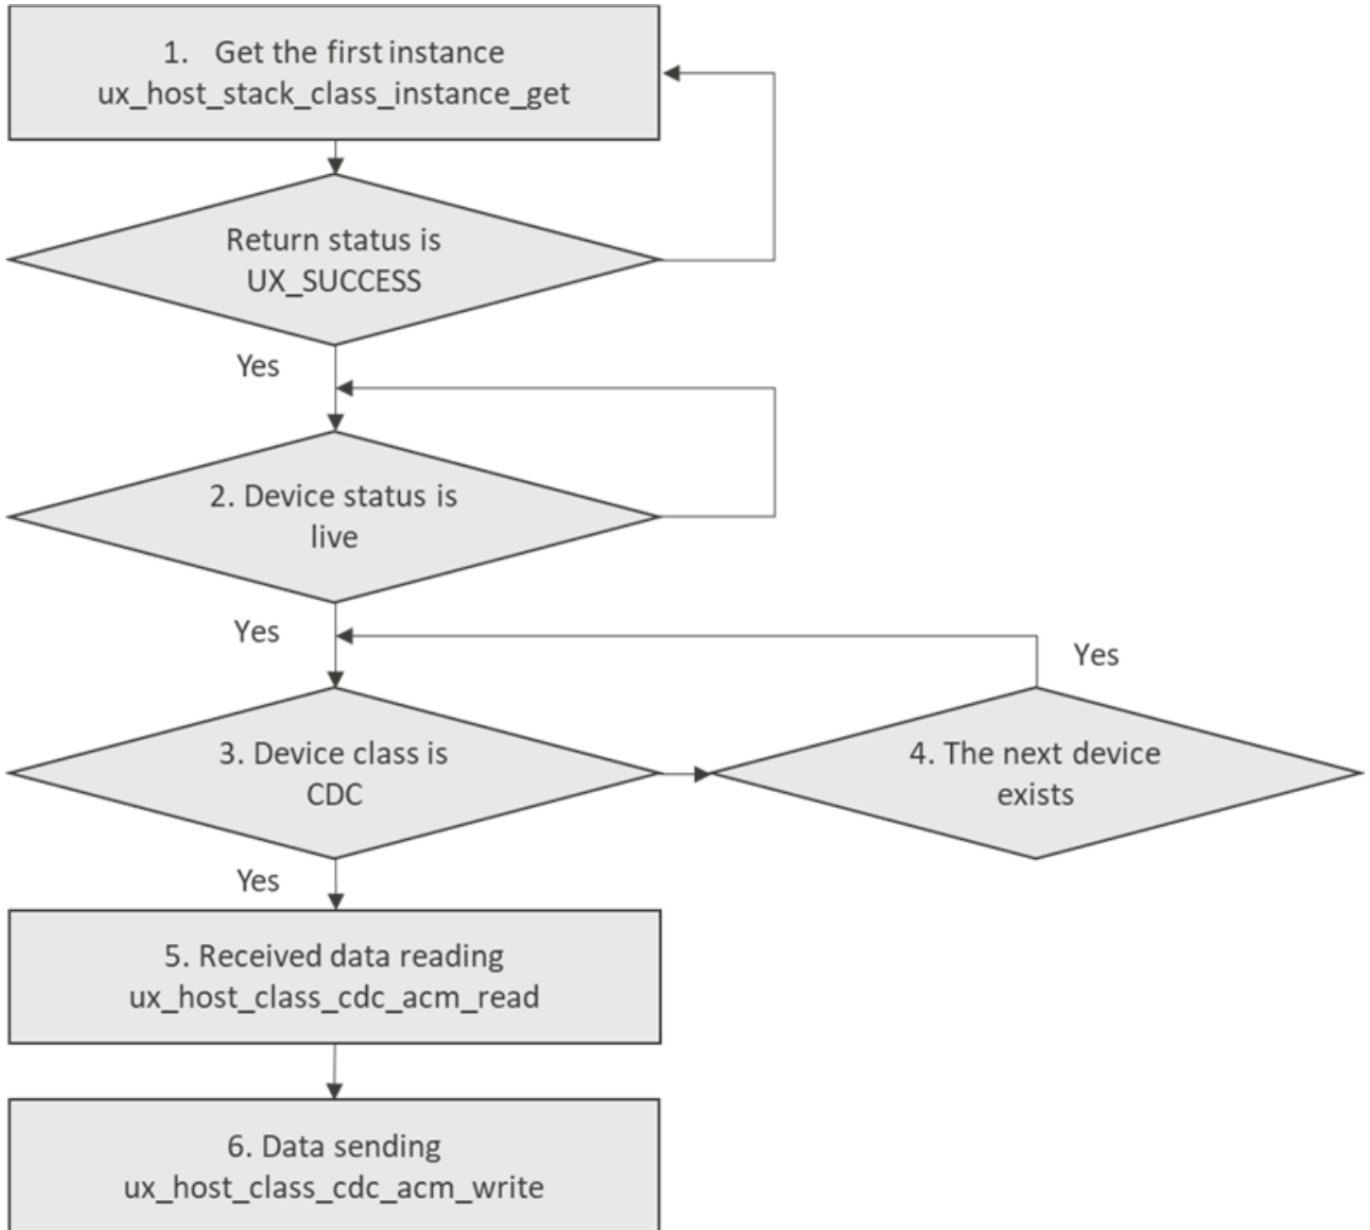 1. Get the first instance
ux_host_stack_class_instance_get
Return status is
UX_SUCCESS
Yes
2. Device status is
live
Yes
Yes
3. Device class is
CDC
4. The next device
exists
Yes
5. Received data reading
ux_host_class_cdc_acm_read
6. Data sending
ux_host_class_cdc_acm_write